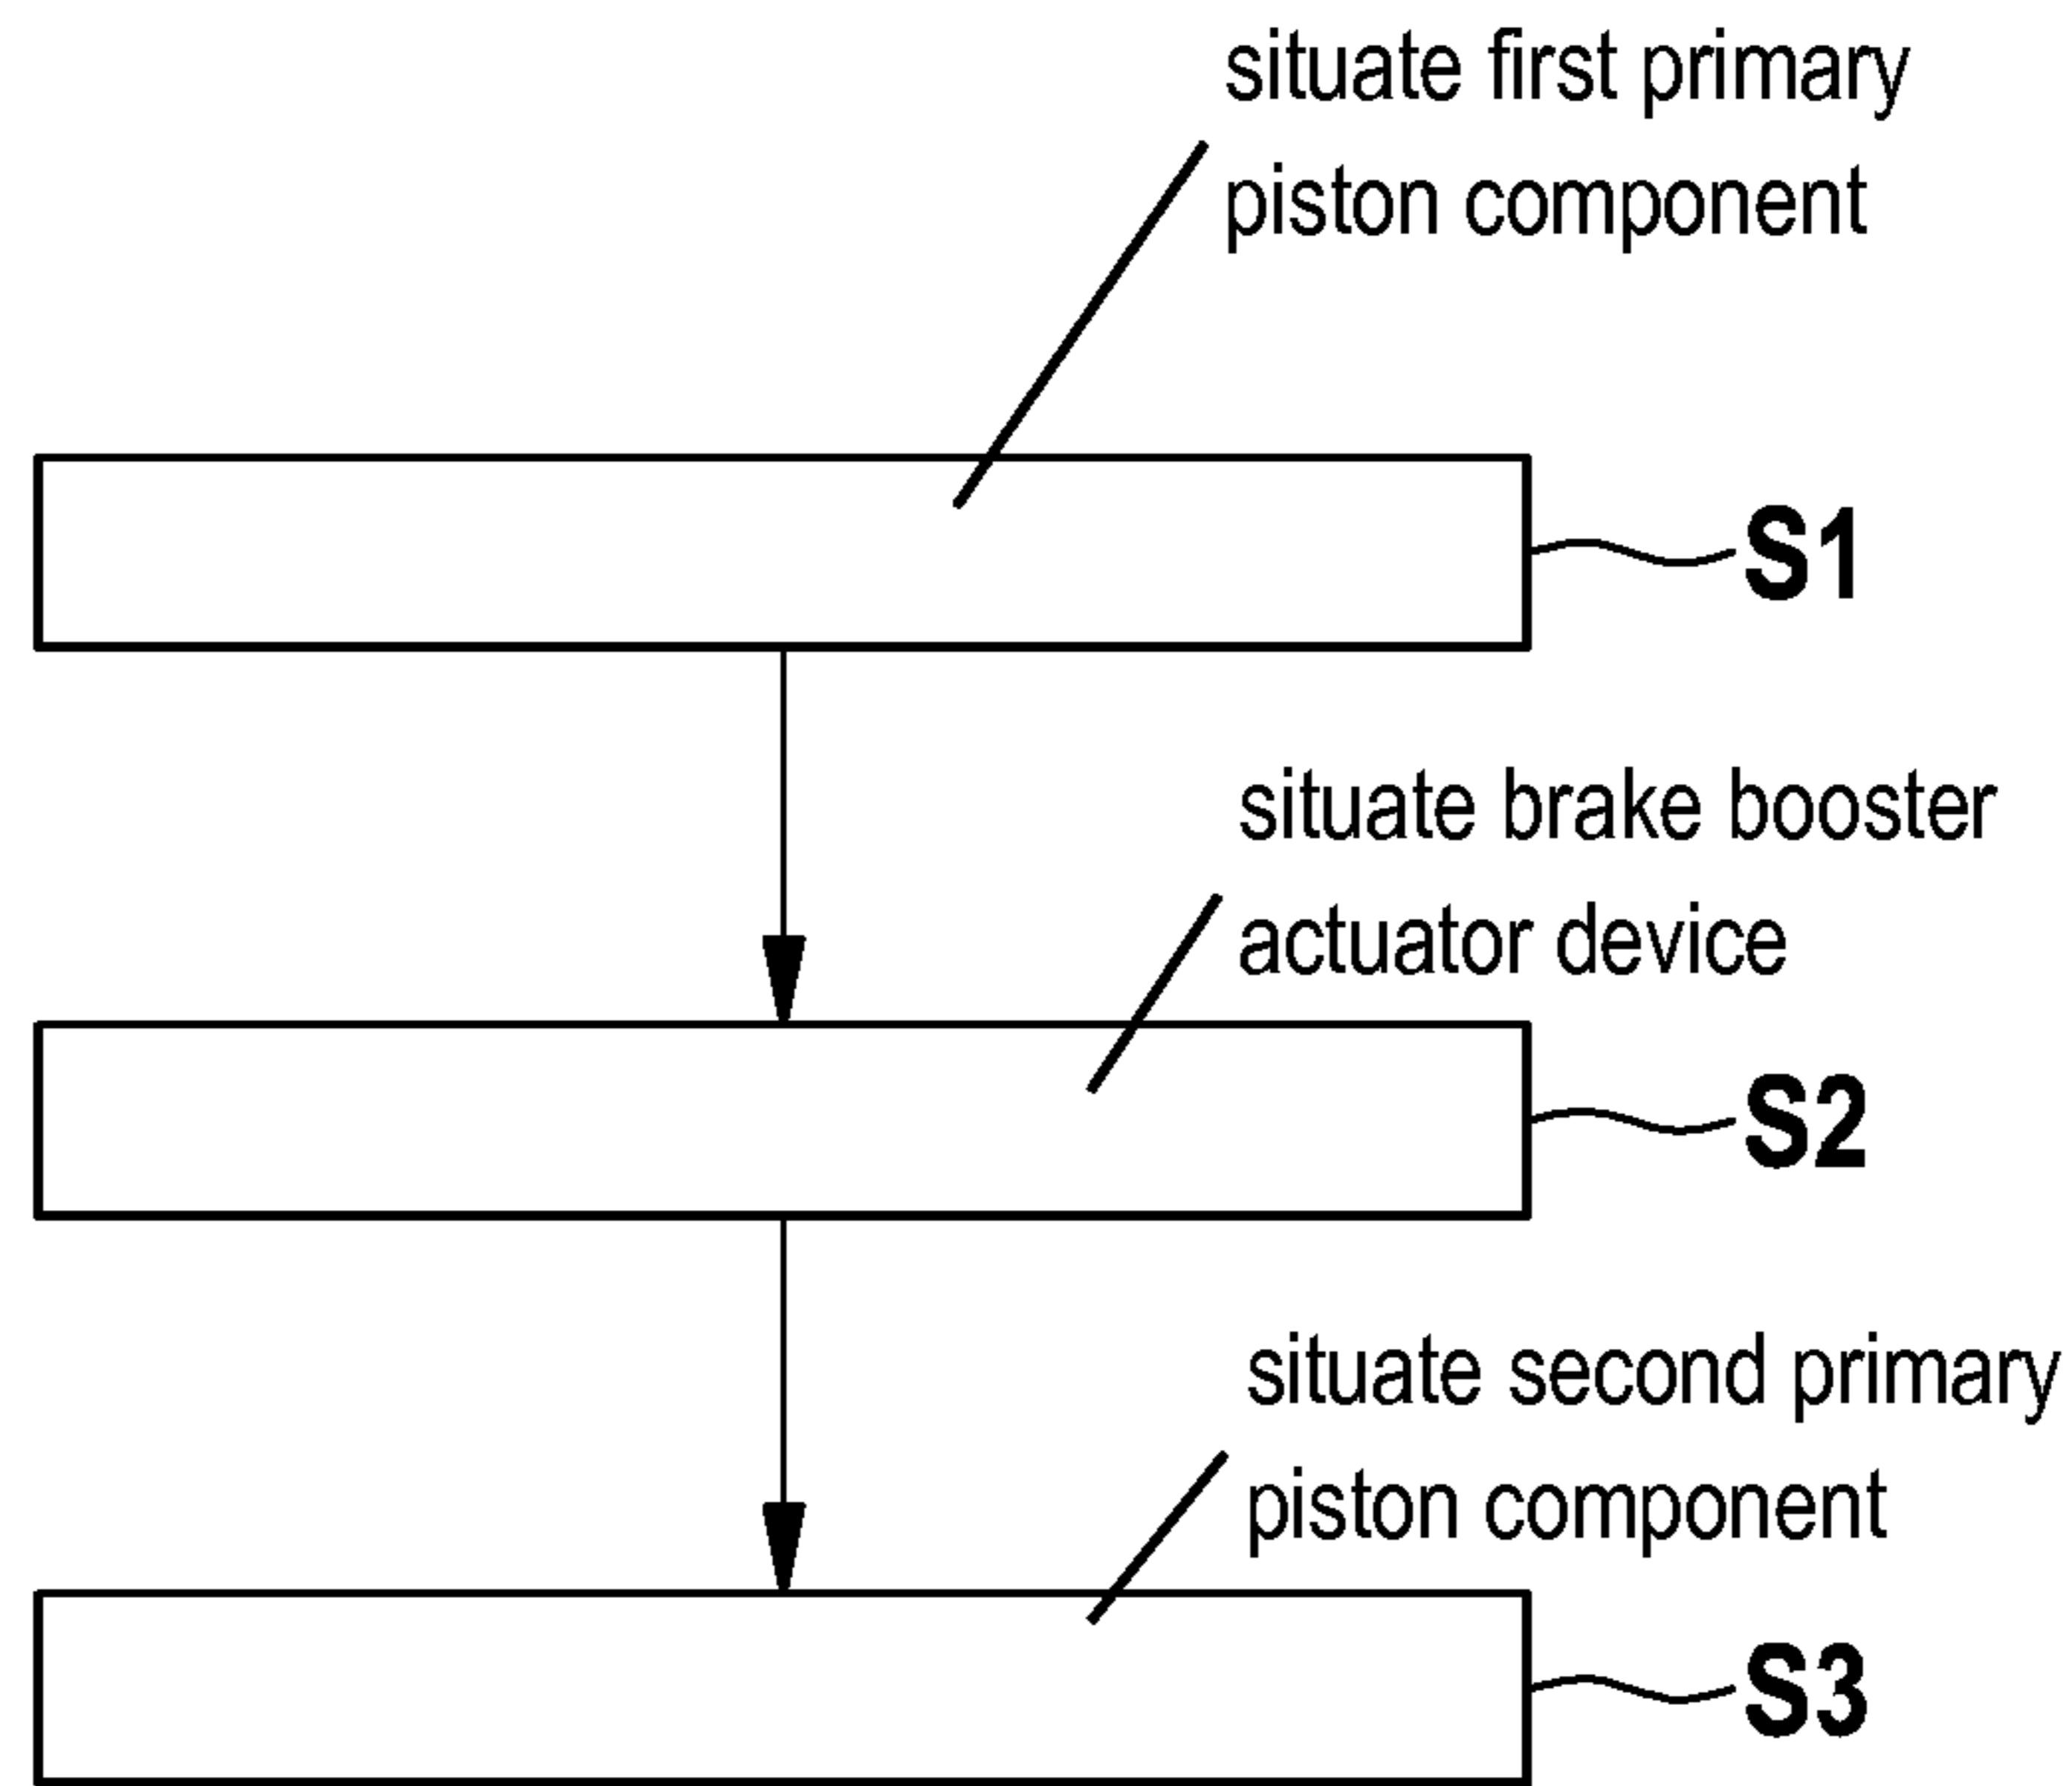 situate first primary
piston component
S1
situate brake booster
actuator device
S2
situate second primary
piston component
S3